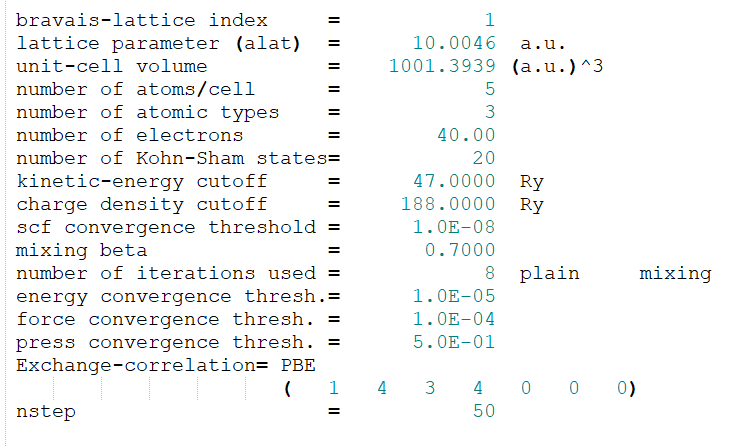 bravais-lattice index     =            1
lattice parameter (alat)  =      10.0046  a.u.
unit-cell volume          =    1001.3939 (a.u.)^3
number of atoms/cell      =            5
number of atomic types    =            3
number of electrons       =        40.00
number of Kohn-Sham states=           20
kinetic-energy cutoff     =      47.0000  Ry
charge density cutoff     =     188.0000  Ry
scf convergence threshold =      1.0E-08
mixing beta               =       0.7000
number of iterations used =            8  plain     mixing
energy convergence thresh.=      1.0E-05
force convergence thresh. =      1.0E-04
press convergence thresh. =      5.0E-01
Exchange-correlation= PBE
                      (   1   4   3   4   0   0   0)
nstep                     =           50